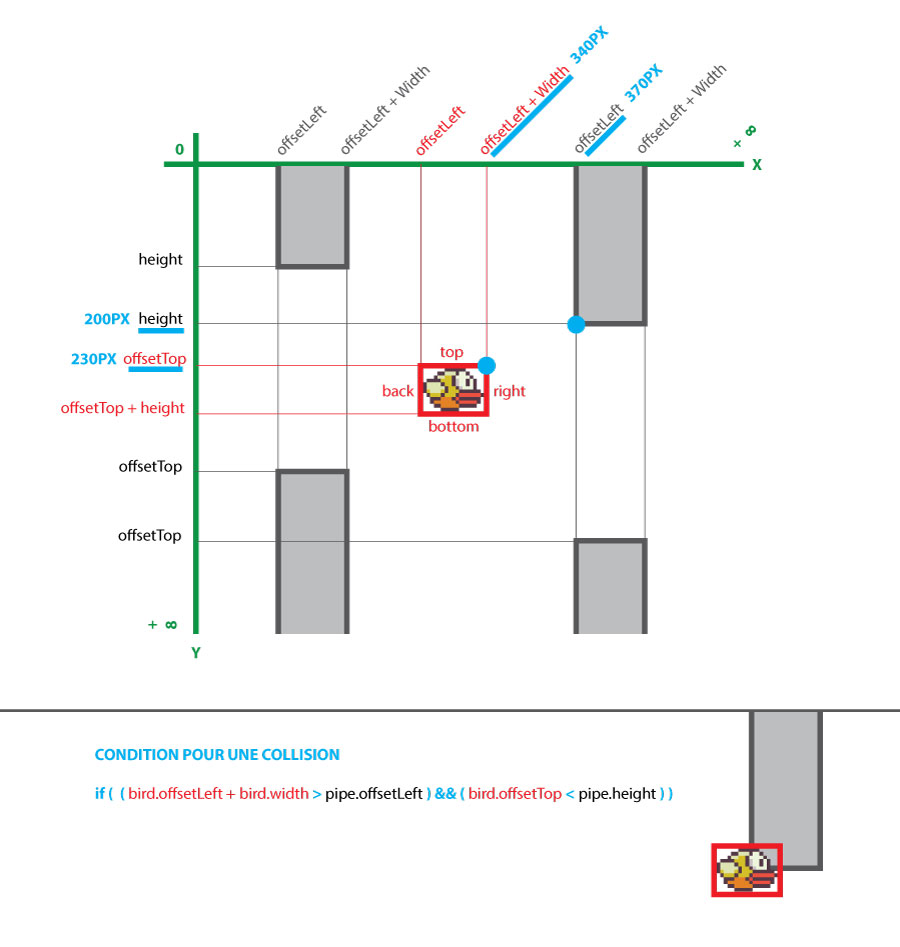 340PX
370PX
offsetLeft
offsetLeft + Width
offsetLeft
offsetLeft + Width
offsetLeft
offsetLeft + Width
+ ∞
0
X
height
200PX height
230PX offsetTop
top
back
right
offsetTop + height
bottom
offsetTop
offsetTop
+ ∞
Y
CONDITION POUR UNE COLLISION
if ( ( bird.offsetLeft + bird.width > pipe.offsetLeft ) && ( bird.offsetTop < pipe.height ) )